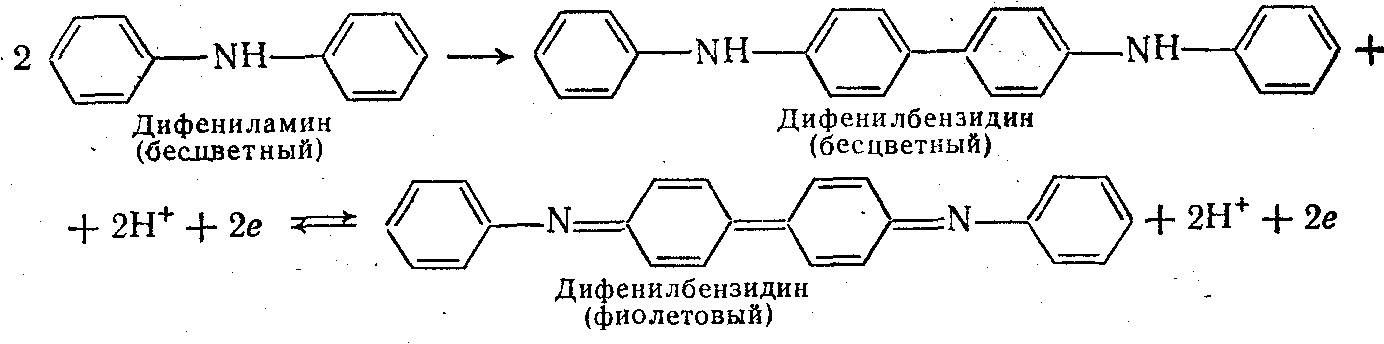 2 NH → NH NH +
Дифениламин
(бесцветный)
Дифенилбензидин
(бесцветный)
+ 2H⁺ + 2e ⇌ N N + 2H⁺ + 2e
Дифенилбензидин
(фиолетовый)